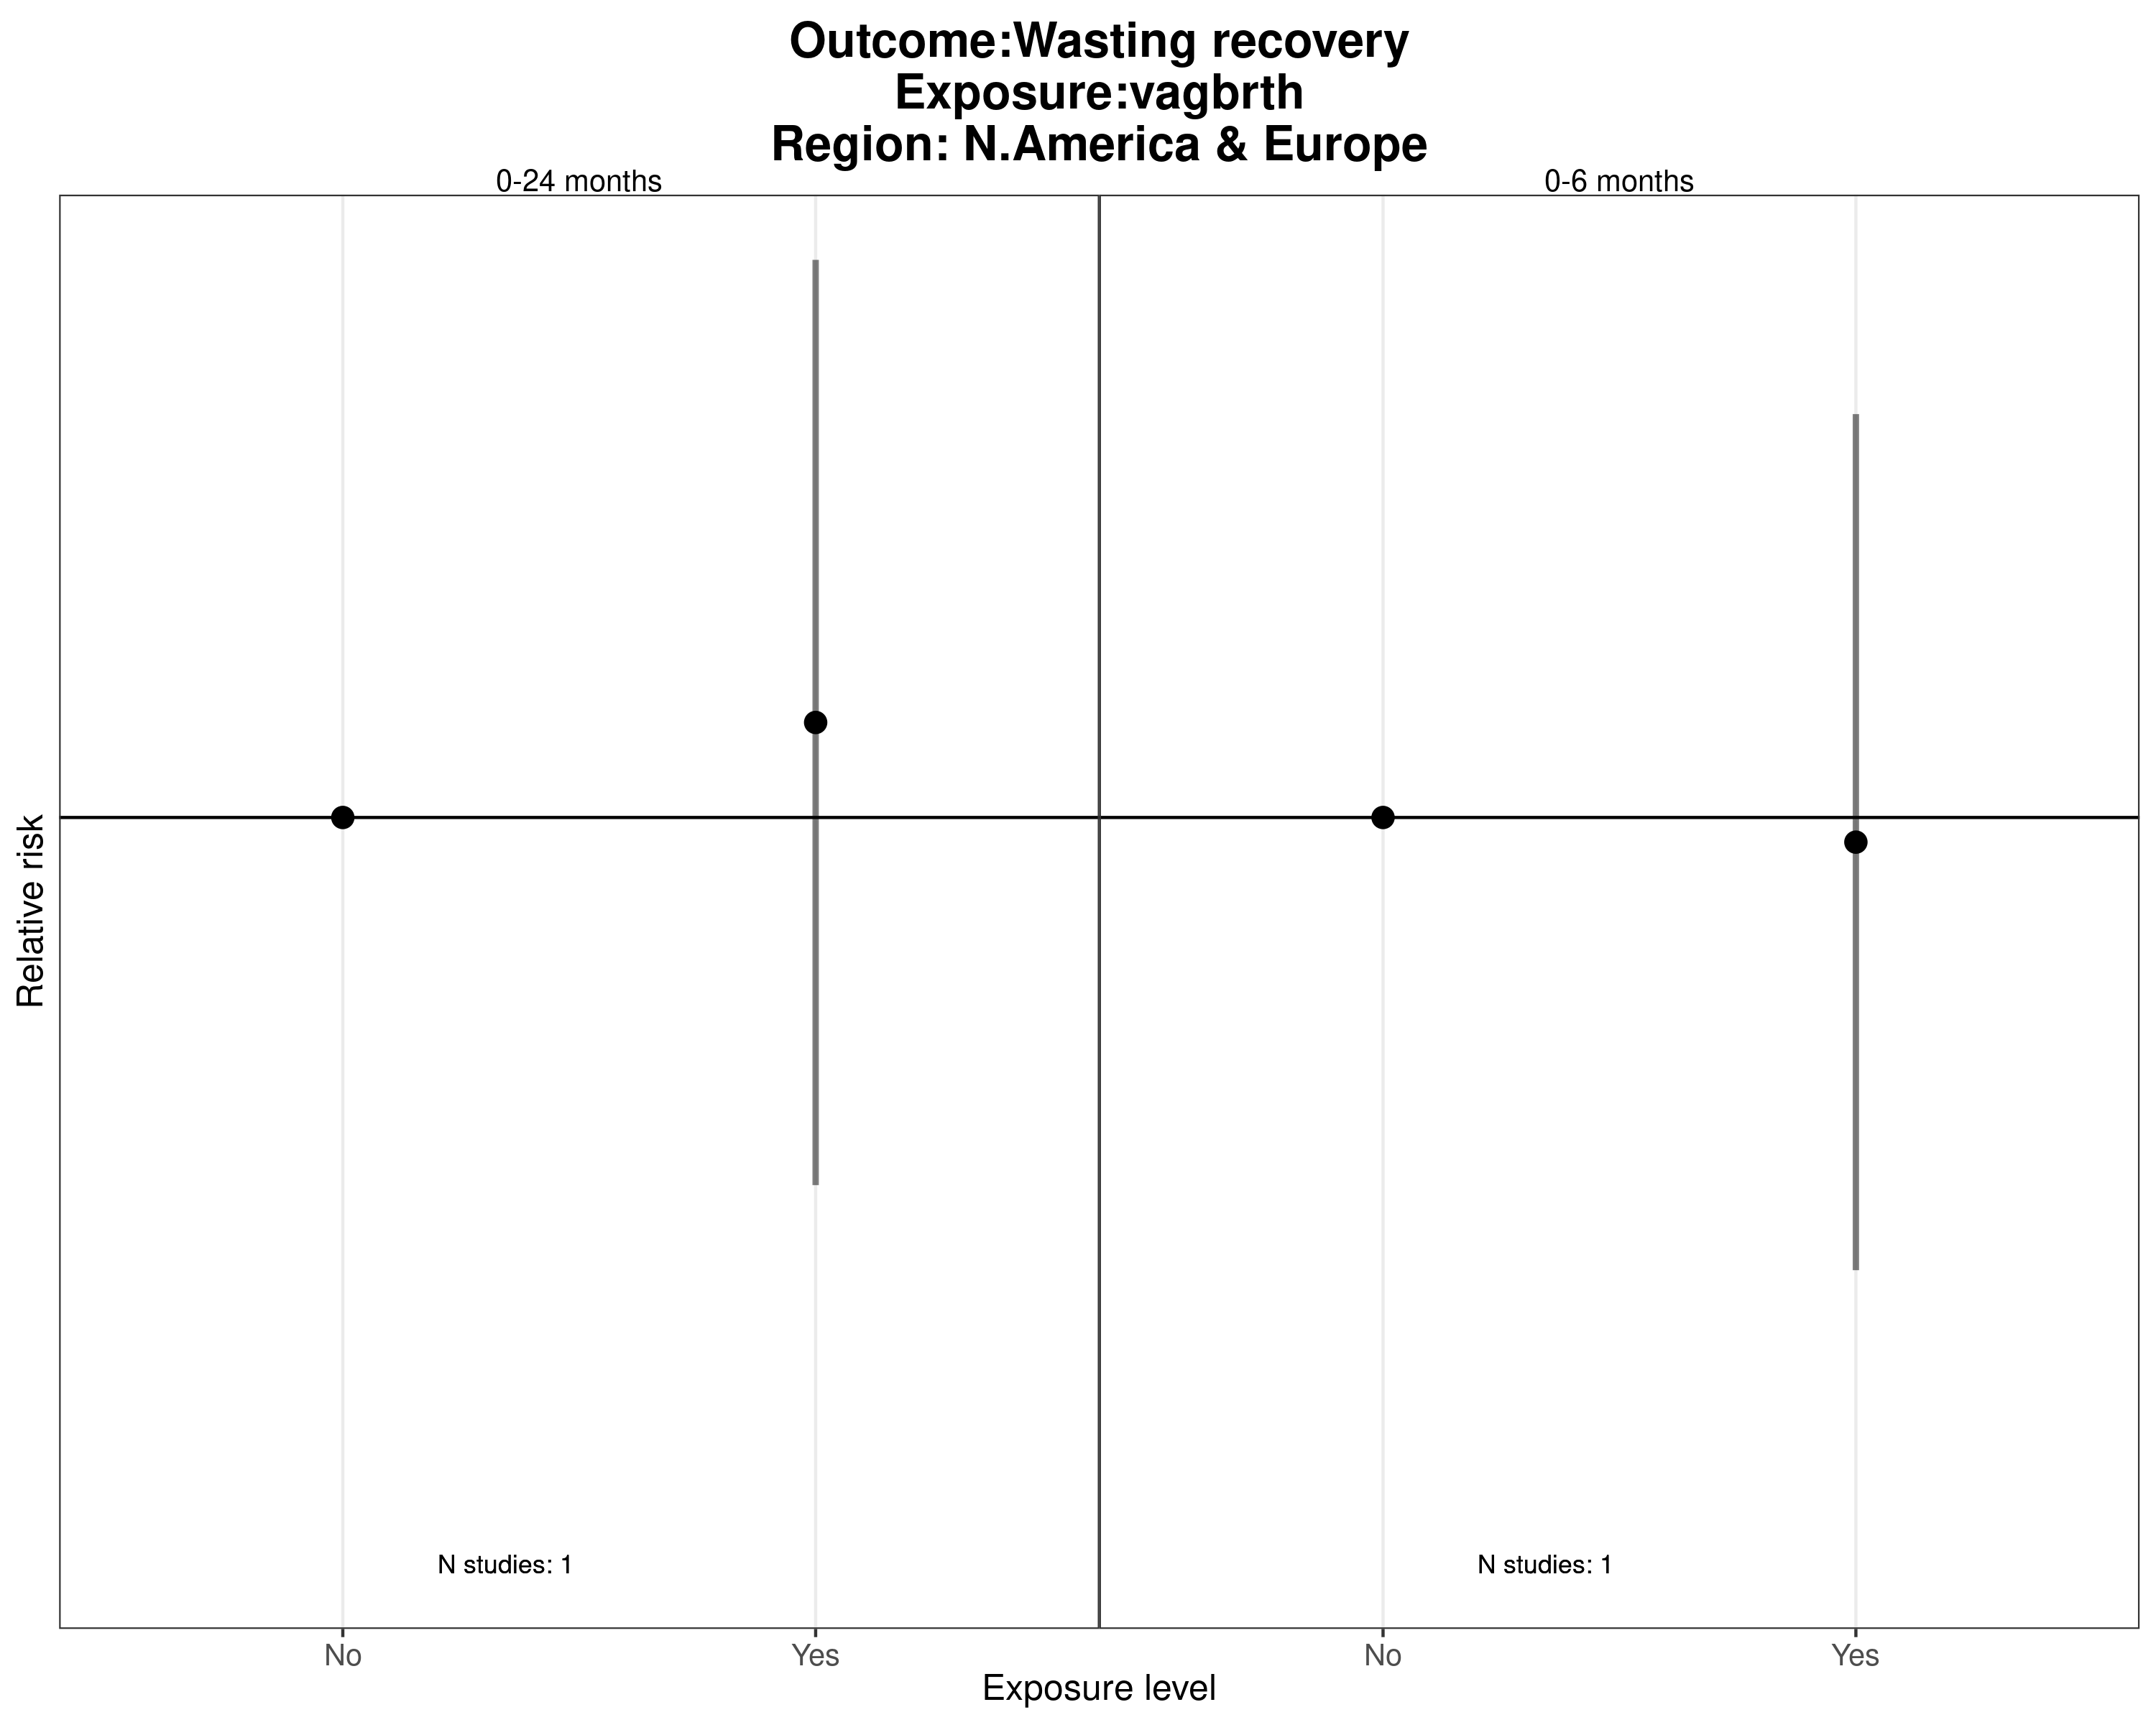 Outcome:Wasting recovery
Exposure:vagbrth
Region: N.America & Europe
0-24 months
0-6 months
Relative risk
N studies: 1
N studies: 1
No
Yes
No
Yes
Exposure level